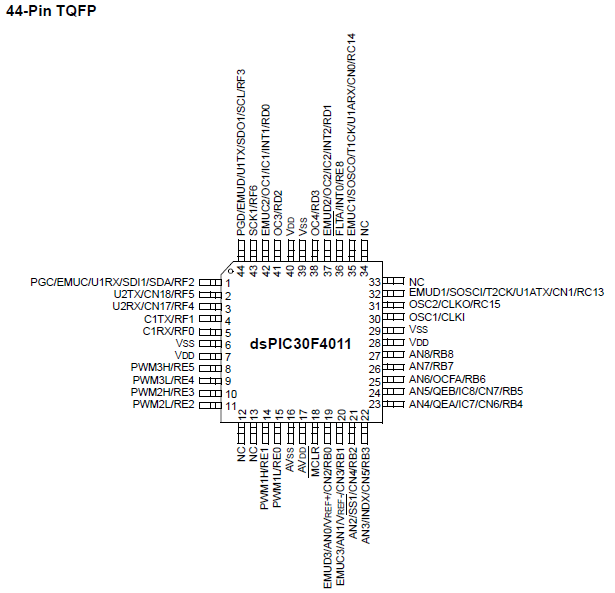 44-Pin TQFP
PGD/EMUD/U1TX/SDO1/SCL/RF3
SCK1/RF6
EMUC2/OC1/IC1/INT1/RD0
OC3/RD2
VDD
VSS
OC4/RD3
EMUD2/OC2/IC2/INT2/RD1
FLTA/INT0/RE8
EMUC1/SOSCO/T1CK/U1ARX/CN0/RC14
NC
44
43
42
41
40
39
38
37
36
35
34
PGC/EMUC/U1RX/SDI1/SDA/RF2 1
U2TX/CN18/RF5 2
U2RX/CN17/RF4 3
C1TX/RF1 4
C1RX/RF0 5
VSS 6
VDD 7
PWM3H/RE5 8
PWM3L/RE4 9
PWM2H/RE3 10
PWM2L/RE2 11
dsPIC30F4011
33 NC
32 EMUD1/SOSCI/T2CK/U1ATX/CN1/RC13
31 OSC2/CLKO/RC15
30 OSC1/CLKI
29 VSS
28 VDD
27 AN8/RB8
26 AN7/RB7
25 AN6/OCFA/RB6
24 AN5/QEB/IC8/CN7/RB5
23 AN4/QEA/IC7/CN6/RB4
12
13
14
15
16
17
18
19
20
21
22
NC
NC
PWM1H/RE1
PWM1L/RE0
AVSS
AVDD
MCLR
EMUD3/AN0/VREF+/CN2/RB0
EMUC3/AN1/VREF-/CN3/RB1
AN2/SS1/CN4/RB2
AN3/INDX/CN5/RB3